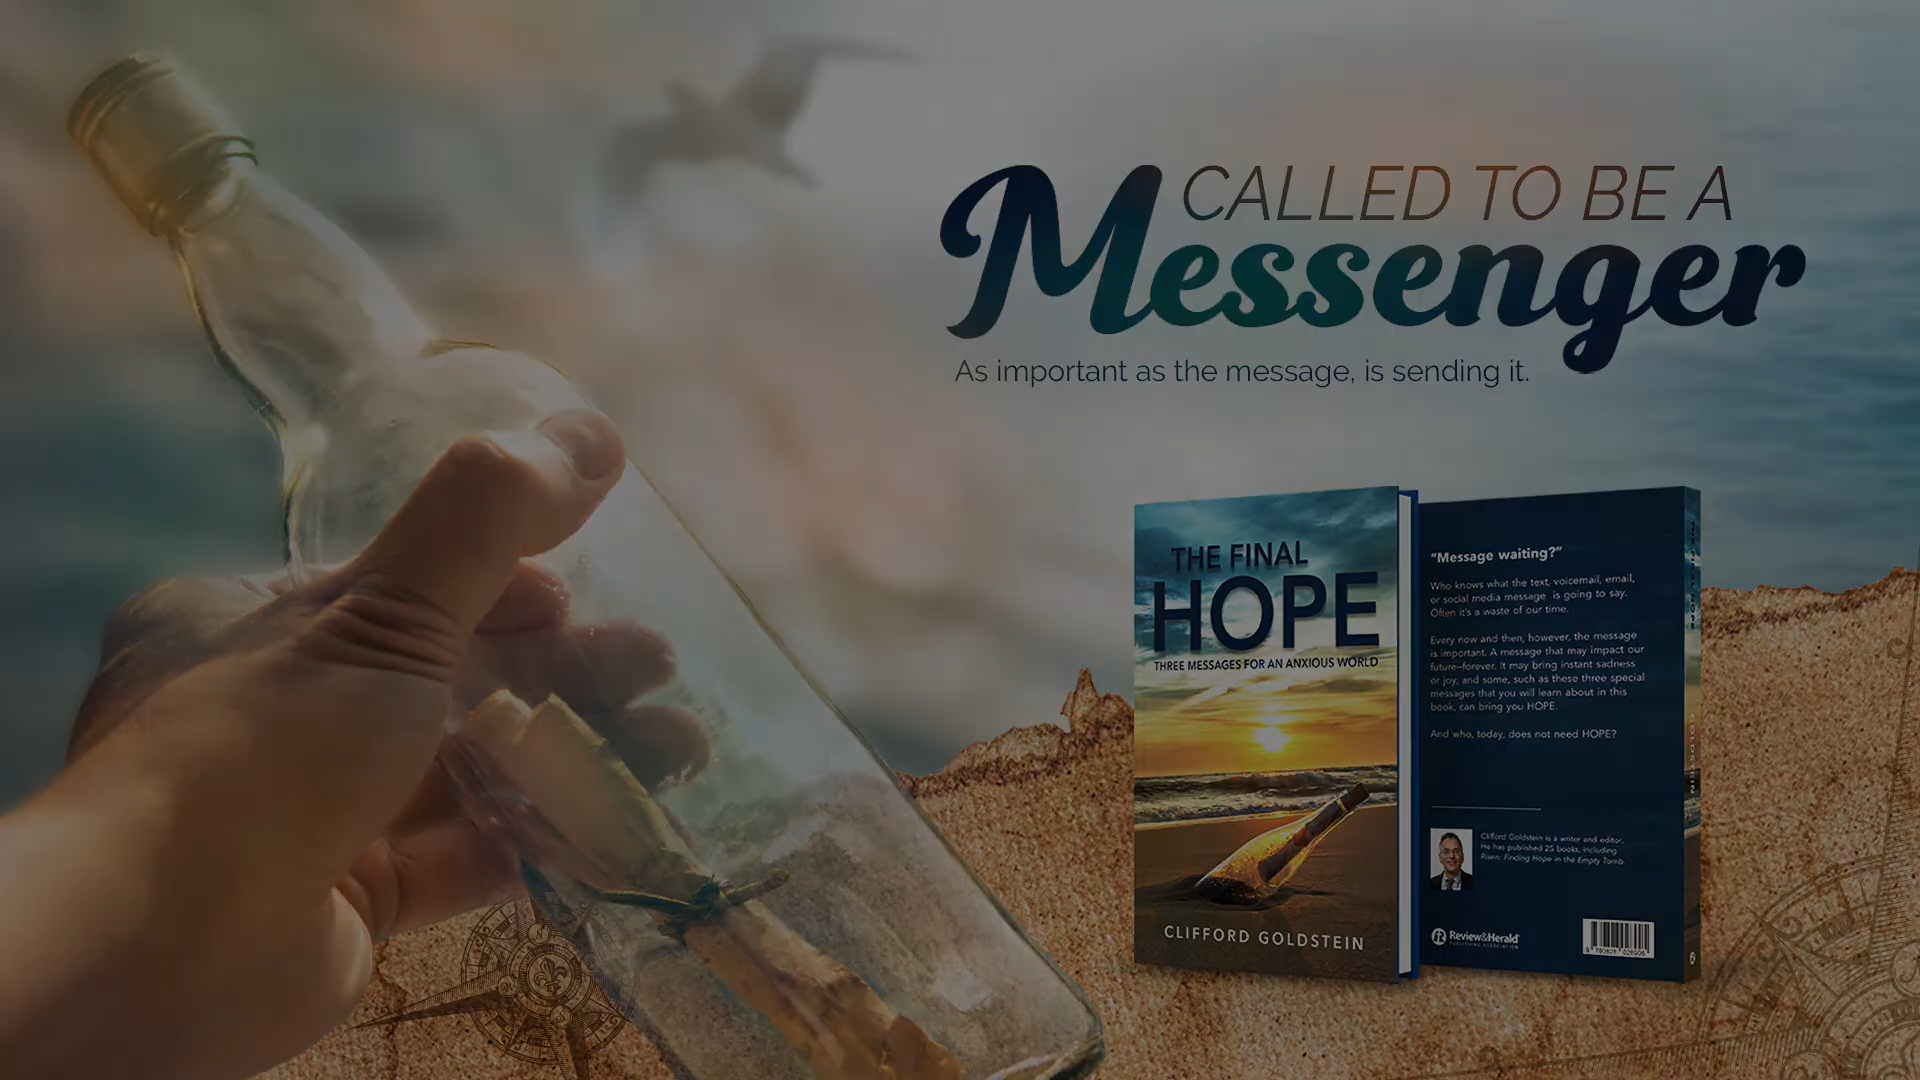 CALLED TO BE A
Messenger
As important as the message, is sending it.
THE FINAL
HOPE
THREE MESSAGES FOR AN ANXIOUS WORLD
CLIFFORD GOLDSTEIN
“Message waiting?”
Who knows what the text, voicemail, email,
or social media message is going to say.
Often it's a waste of our time.
Every now and then, however, the message
is important. A message that may impact our
future—forever. It may bring instant sadness
or joy, and some, such as these three special
messages that you will learn about in this
book, can bring you HOPE.
And who, today, does not need HOPE?
Clifford Goldstein is a writer and editor.
He has published 25 books, including
Risen: Finding Hope in the Empty Tomb.
Review&Herald
PUBLISHING ASSOCIATION
GOLDSTEIN